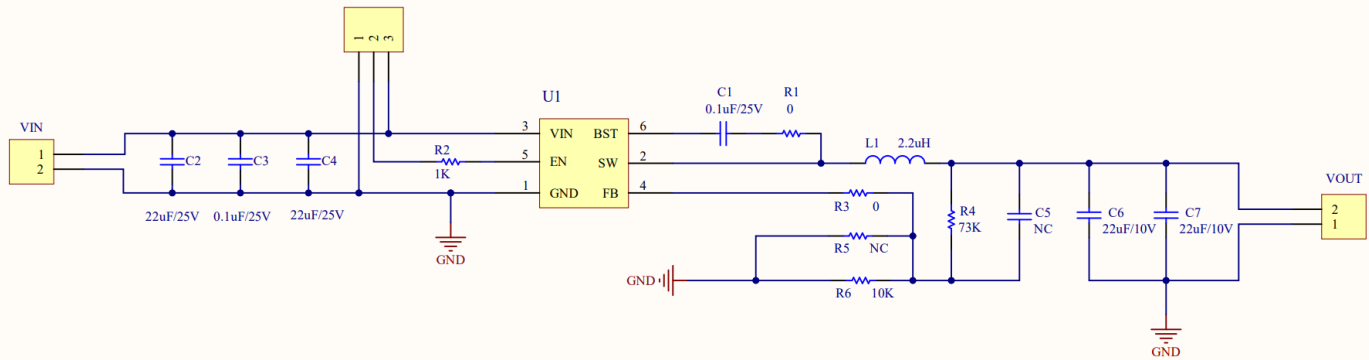 1 2 3
VIN
1
2
C2
22uF/25V
C3
0.1uF/25V
C4
22uF/25V
R2
1K
GND
U1
3 VIN BST 6
5 EN SW 2
1 GND FB 4
C1
0.1uF/25V
R1
0
L1 2.2uH
R3 0
R5 NC
GND
R6 10K
R4
73K
C5
NC
C6
22uF/10V
C7
22uF/10V
GND
VOUT
2
1